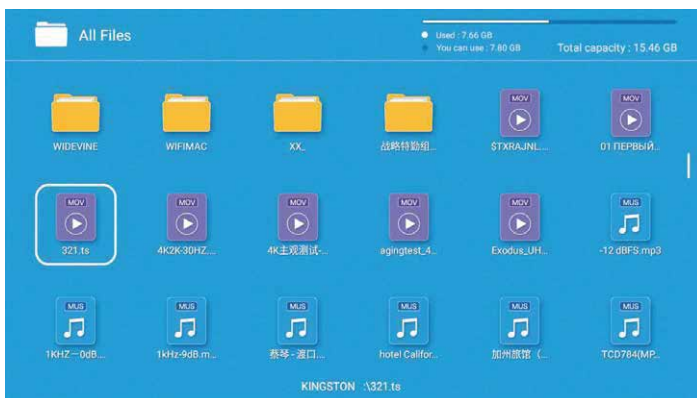 All Files
Used : 7.66 GB
You can use : 7.80 GB
Total capacity : 15.46 GB
MOV
MOV
WIDEVINE
WIFIMAC
XX_
战略特勤组...
$TXRAJNL....
01 ПЕРВЫЙ...
MOV
MOV
MOV
MOV
MOV
MUS
321.ts
4K2K-30HZ....
4K主观测试-...
agingtest_4...
Exodus_UH...
-12 dBFS.mp3
MUS
MUS
MUS
MUS
MUS
MUS
1KHZ－0dB...
1kHz-9dB.m...
蔡琴 - 渡口....
hotel Callfor...
加州旅馆（...
TCD784(MP...
KINGSTON :\321.ts